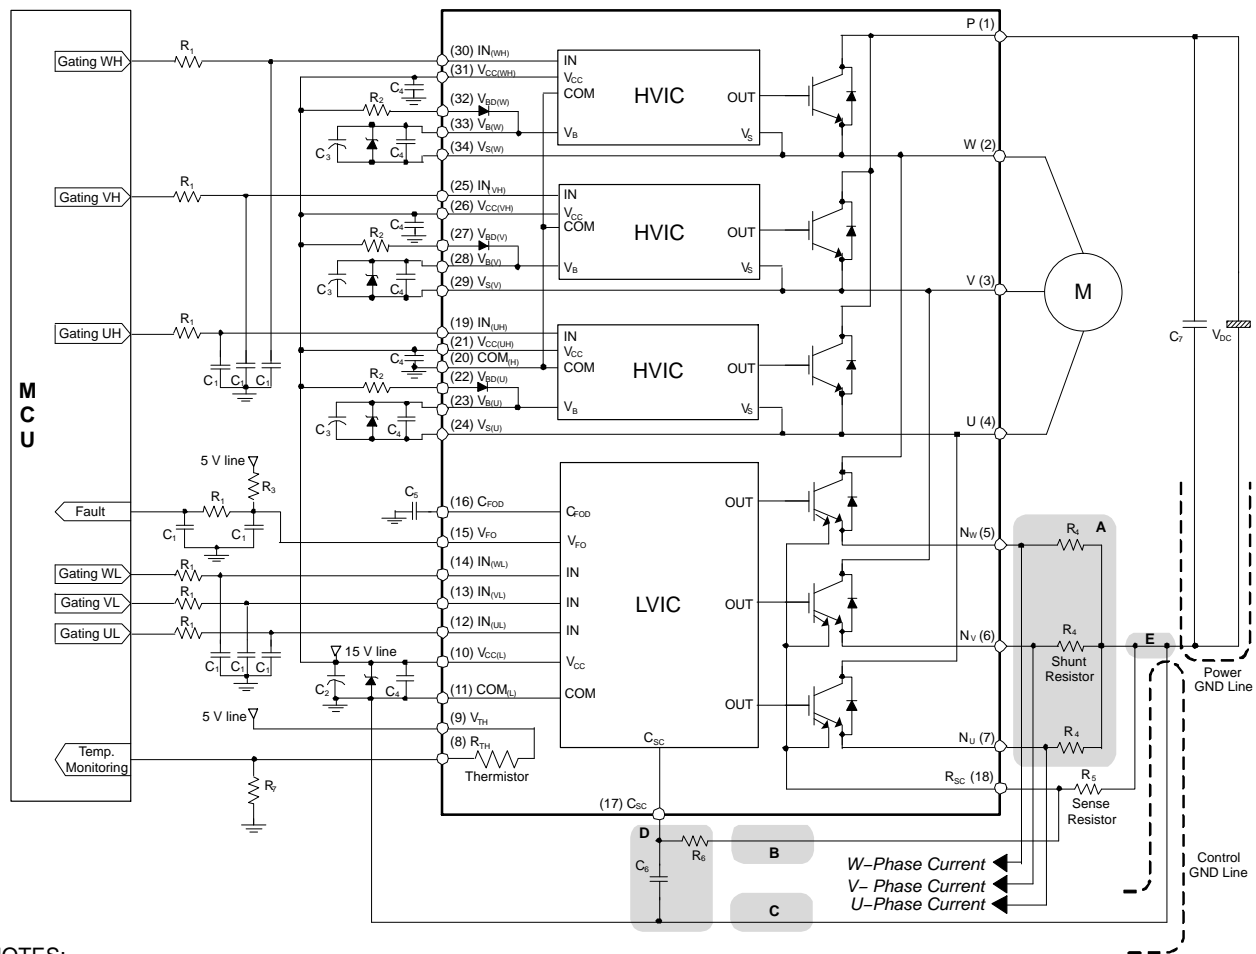 P (1)
R1
Gating WH
(30) IN(WH)
IN
(31) VCC(WH)
VCC
C4
COM
HVIC
OUT
R2
(32) VBD(W)
(33) VB(W)
VB
VS
C3
C4
(34) VS(W)
W (2)
R1
Gating VH
(25) IN(VH)
IN
(26) VCC(VH)
VCC
C4
COM
HVIC
OUT
R2
(27) VBD(V)
(28) VB(V)
VB
VS
C3
C4
(29) VS(V)
V (3)
M
R1
Gating UH
(19) IN(UH)
IN
(21) VCC(UH)
VCC
C4
(20) COM(H)
COM
HVIC
OUT
C7
VDC
C1
C1
C1
R2
(22) VBD(U)
(23) VB(U)
VB
VS
C3
C4
(24) VS(U)
U (4)
M
C
U
5 V line
R3
R1
Fault
C1
C1
C5
(16) CFOD
CFOD
OUT
(15) VFO
VFO
NW (5)
R4
A
R1
Gating WL
(14) IN(WL)
IN
R1
Gating VL
(13) IN(VL)
IN
LVIC
OUT
R1
Gating UL
(12) IN(UL)
IN
NV (6)
R4
Shunt
Resistor
E
C1
C1
C1
15 V line
(10) VCC(L)
VCC
C2
C4
(11) COM(L)
COM
OUT
Power
GND Line
5 V line
(9) VTH
CSC
NU (7)
R4
Temp.
Monitoring
(8) RTH
Thermistor
R7
RSC (18)
R5
Sense
Resistor
(17) CSC
D
R6
B
C6
W–Phase Current
V– Phase Current
U–Phase Current
Control
GND Line
C
NOTES: